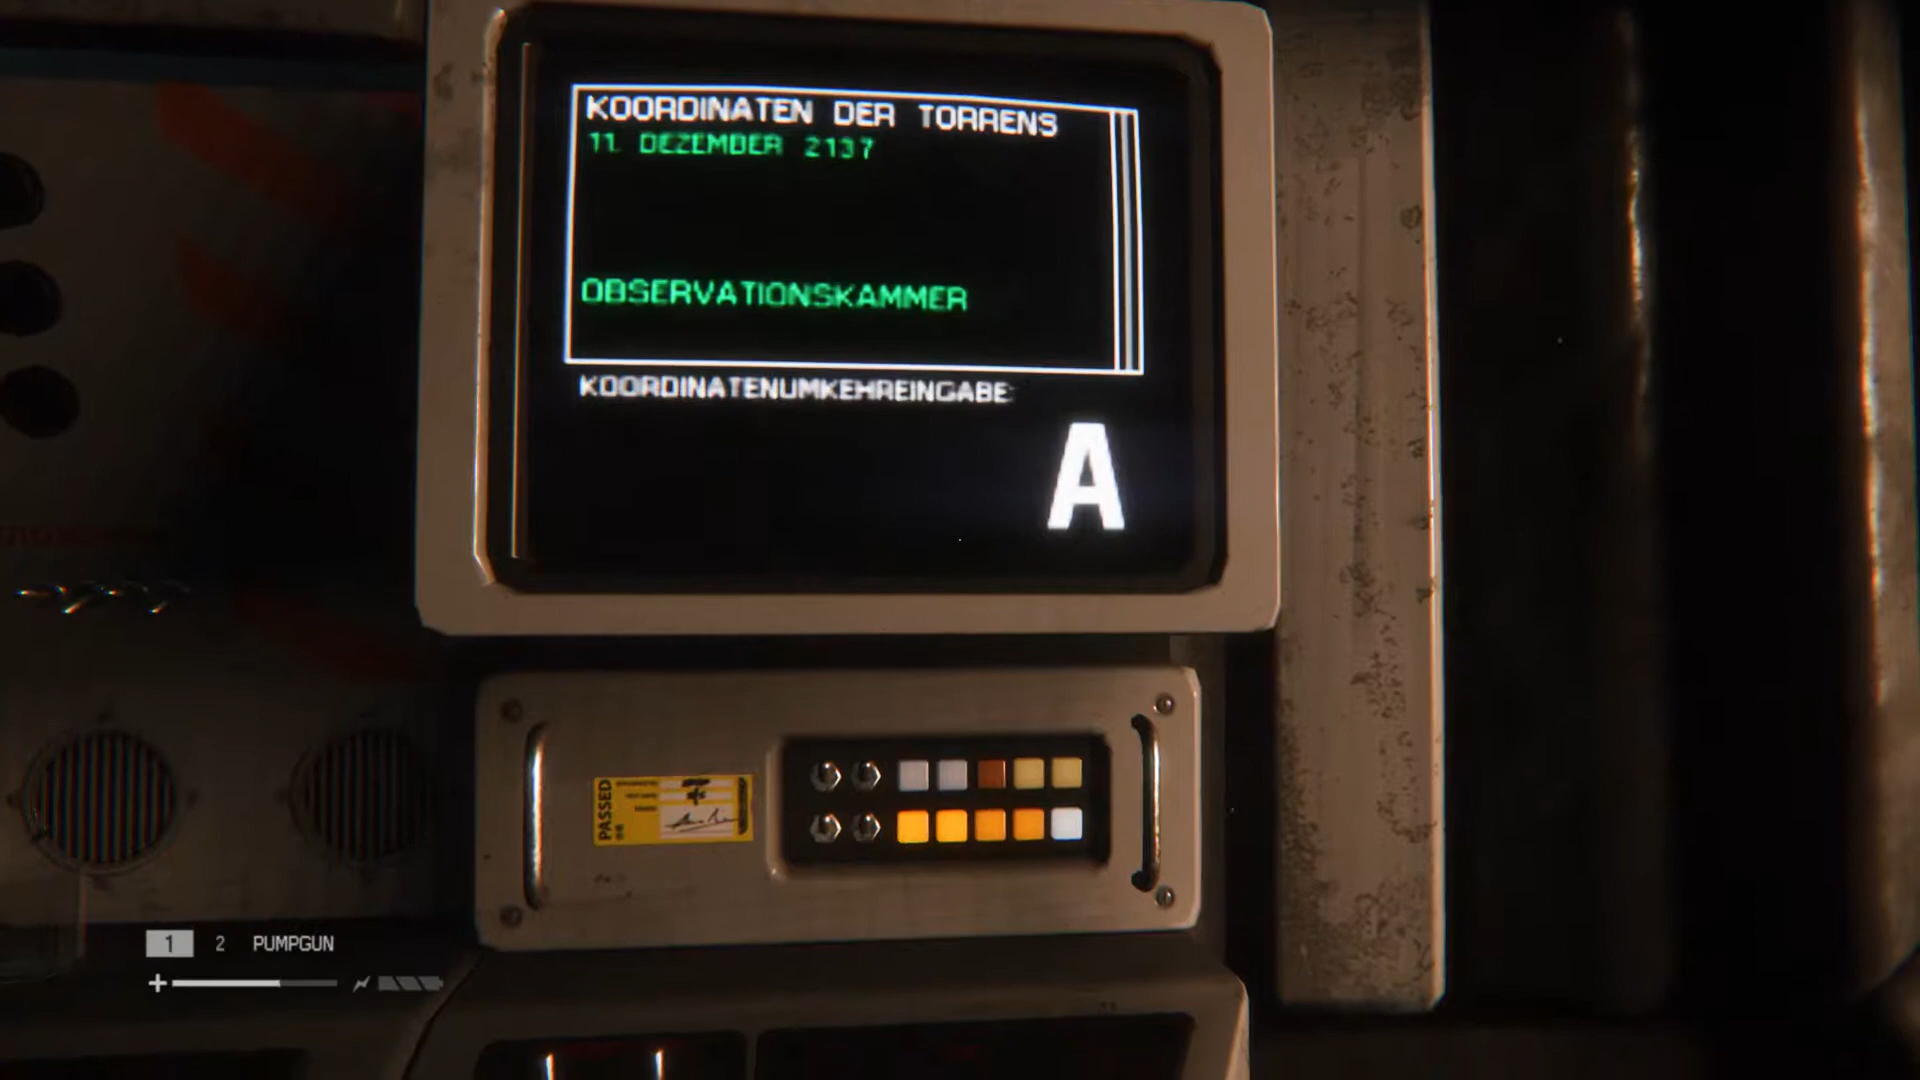 KOORDINATEN DER TORRENS
11. DEZEMBER 2137
OBSERVATIONSKAMMER
KOORDINATENUMKEHREINGABE:
A
PASSED
1 2 PUMPGUN